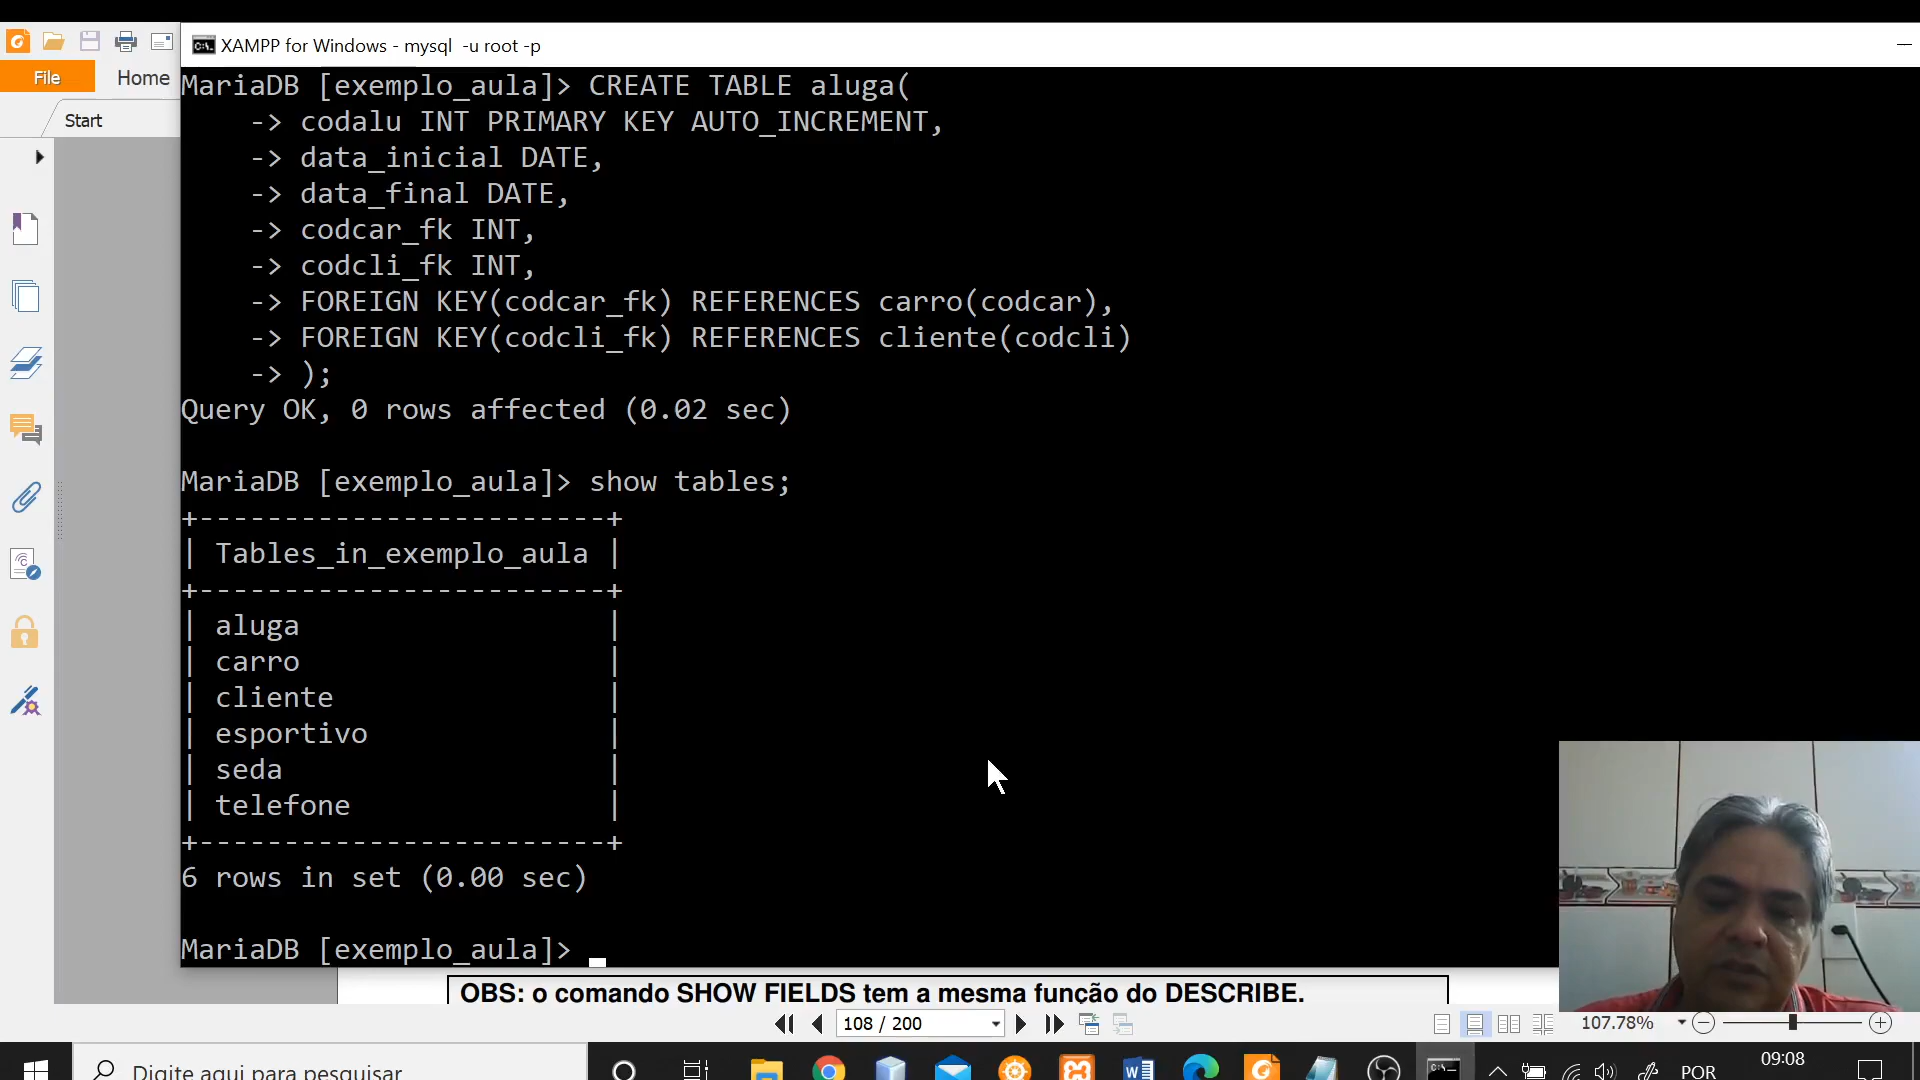 XAMPP for Windows - mysql  -u root -p
File
Home
Start
MariaDB [exemplo_aula]> CREATE TABLE aluga(
    -> codalu INT PRIMARY KEY AUTO_INCREMENT,
    -> data_inicial DATE,
    -> data_final DATE,
    -> codcar_fk INT,
    -> codcli_fk INT,
    -> FOREIGN KEY(codcar_fk) REFERENCES carro(codcar),
    -> FOREIGN KEY(codcli_fk) REFERENCES cliente(codcli)
    -> );
Query OK, 0 rows affected (0.02 sec)
MariaDB [exemplo_aula]> show tables;
+------------------------+
| Tables_in_exemplo_aula |
+------------------------+
| aluga                  |
| carro                  |
| cliente                |
| esportivo              |
| seda                   |
| telefone               |
+------------------------+
6 rows in set (0.00 sec)
MariaDB [exemplo_aula]>
OBS: o comando SHOW FIELDS tem a mesma função do DESCRIBE.
108 / 200
107.78%
Digite aqui para pesquisar
POR
09:08